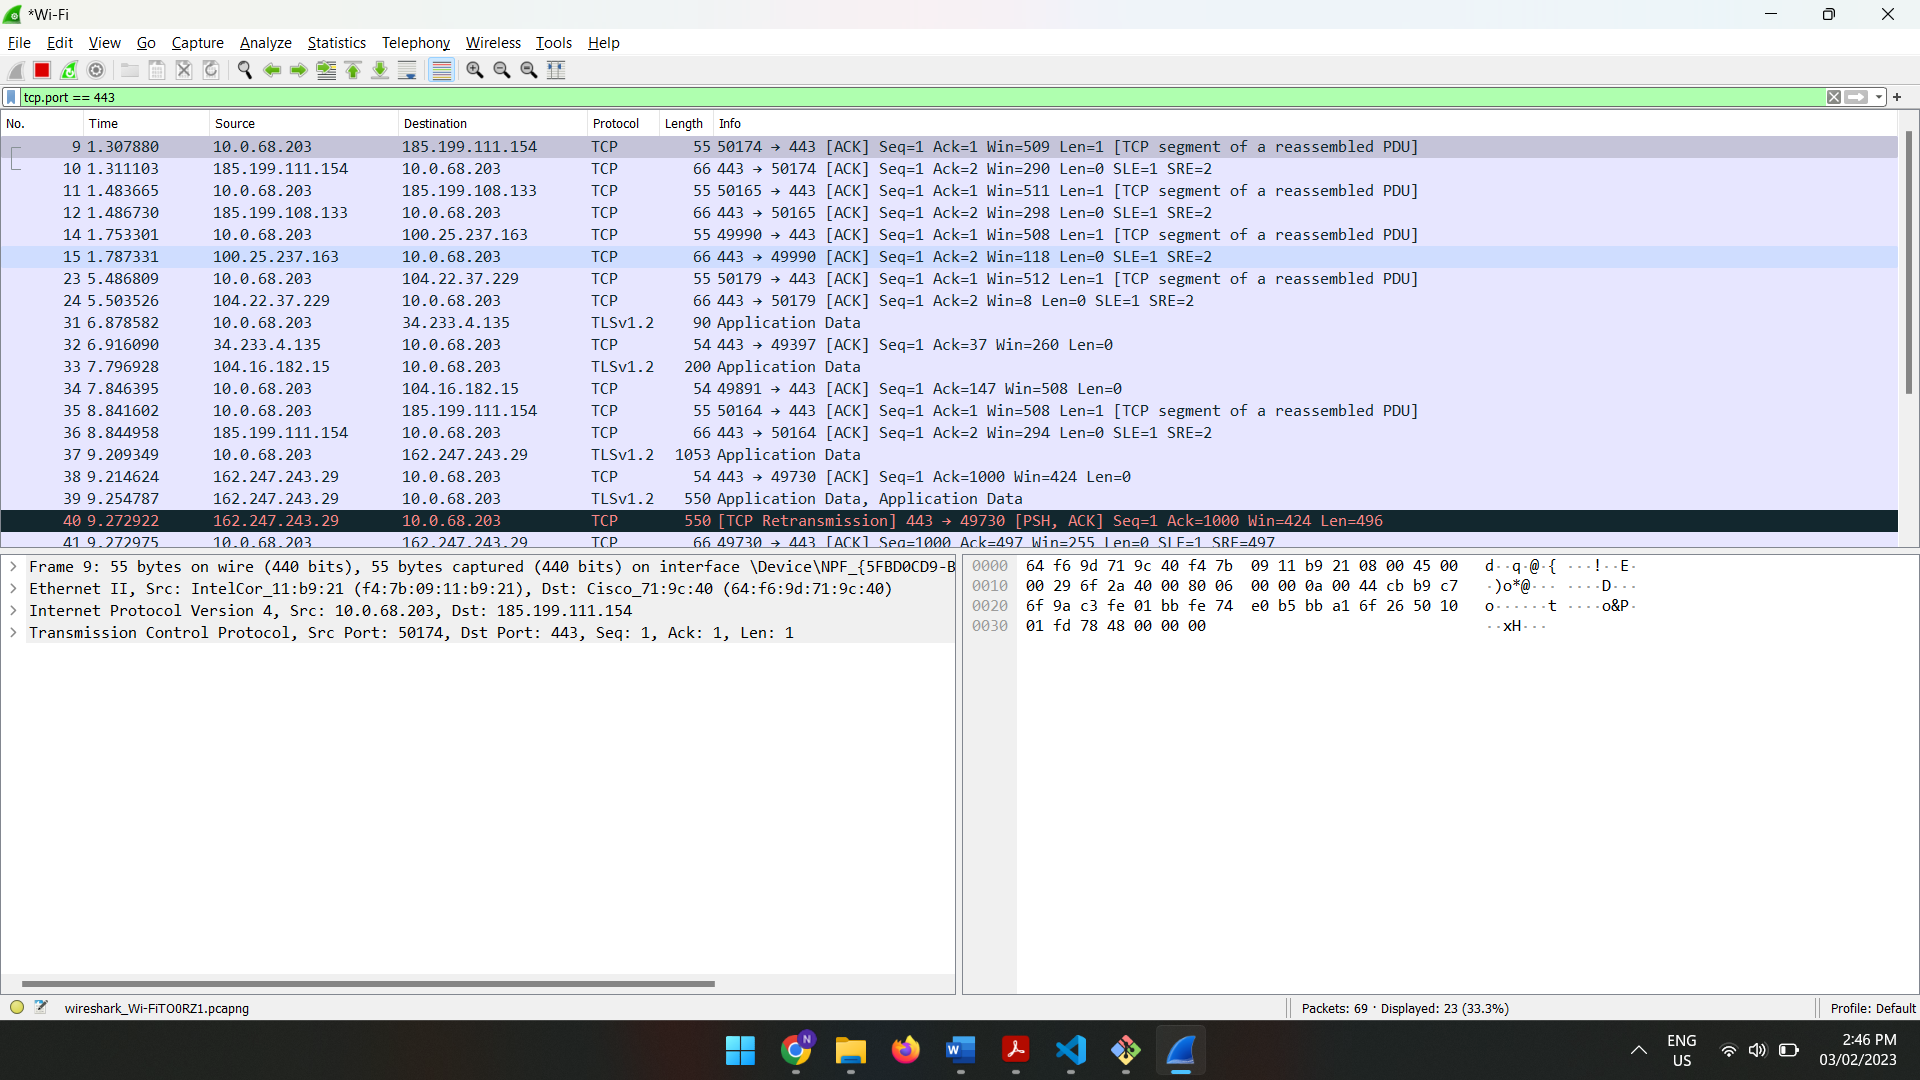 *Wi-Fi
File Edit View Go Capture Analyze Statistics Telephony Wireless Tools Help
tcp.port == 443
No. Time Source Destination Protocol Length Info
9 1.307880 10.0.68.203 185.199.111.154 TCP 55 50174 → 443 [ACK] Seq=1 Ack=1 Win=509 Len=1 [TCP segment of a reassembled PDU]
10 1.311103 185.199.111.154 10.0.68.203 TCP 66 443 → 50174 [ACK] Seq=1 Ack=2 Win=290 Len=0 SLE=1 SRE=2
11 1.483665 10.0.68.203 185.199.108.133 TCP 55 50165 → 443 [ACK] Seq=1 Ack=1 Win=511 Len=1 [TCP segment of a reassembled PDU]
12 1.486730 185.199.108.133 10.0.68.203 TCP 66 443 → 50165 [ACK] Seq=1 Ack=2 Win=298 Len=0 SLE=1 SRE=2
14 1.753301 10.0.68.203 100.25.237.163 TCP 55 49990 → 443 [ACK] Seq=1 Ack=1 Win=508 Len=1 [TCP segment of a reassembled PDU]
15 1.787331 100.25.237.163 10.0.68.203 TCP 66 443 → 49990 [ACK] Seq=1 Ack=2 Win=118 Len=0 SLE=1 SRE=2
23 5.486809 10.0.68.203 104.22.37.229 TCP 55 50179 → 443 [ACK] Seq=1 Ack=1 Win=512 Len=1 [TCP segment of a reassembled PDU]
24 5.503526 104.22.37.229 10.0.68.203 TCP 66 443 → 50179 [ACK] Seq=1 Ack=2 Win=8 Len=0 SLE=1 SRE=2
31 6.878582 10.0.68.203 34.233.4.135 TLSv1.2 90 Application Data
32 6.916090 34.233.4.135 10.0.68.203 TCP 54 443 → 49397 [ACK] Seq=1 Ack=37 Win=260 Len=0
33 7.796928 104.16.182.15 10.0.68.203 TLSv1.2 200 Application Data
34 7.846395 10.0.68.203 104.16.182.15 TCP 54 49891 → 443 [ACK] Seq=1 Ack=147 Win=508 Len=0
35 8.841602 10.0.68.203 185.199.111.154 TCP 55 50164 → 443 [ACK] Seq=1 Ack=1 Win=508 Len=1 [TCP segment of a reassembled PDU]
36 8.844958 185.199.111.154 10.0.68.203 TCP 66 443 → 50164 [ACK] Seq=1 Ack=2 Win=294 Len=0 SLE=1 SRE=2
37 9.209349 10.0.68.203 162.247.243.29 TLSv1.2 1053 Application Data
38 9.214624 162.247.243.29 10.0.68.203 TCP 54 443 → 49730 [ACK] Seq=1 Ack=1000 Win=424 Len=0
39 9.254787 162.247.243.29 10.0.68.203 TLSv1.2 550 Application Data, Application Data
40 9.272922 162.247.243.29 10.0.68.203 TCP 550 [TCP Retransmission] 443 → 49730 [PSH, ACK] Seq=1 Ack=1000 Win=424 Len=496
41 9.272975 10.0.68.203 162.247.243.29 TCP 66 49730 → 443 [ACK] Seq=1000 Ack=497 Win=255 Len=0 SLE=1 SRE=497
Frame 9: 55 bytes on wire (440 bits), 55 bytes captured (440 bits) on interface \Device\NPF_{5FBD0CD9-B
Ethernet II, Src: IntelCor_11:b9:21 (f4:7b:09:11:b9:21), Dst: Cisco_71:9c:40 (64:f6:9d:71:9c:40)
Internet Protocol Version 4, Src: 10.0.68.203, Dst: 185.199.111.154
Transmission Control Protocol, Src Port: 50174, Dst Port: 443, Seq: 1, Ack: 1, Len: 1
0000 64 f6 9d 71 9c 40 f4 7b 09 11 b9 21 08 00 45 00 d··q·@·{ ···!··E·
0010 00 29 6f 2a 40 00 80 06 00 00 0a 00 44 cb b9 c7 ·)o*@··· ····D···
0020 6f 9a c3 fe 01 bb fe 74 e0 b5 bb a1 6f 26 50 10 o······t ····o&P·
0030 01 fd 78 48 00 00 00 ··xH···
wireshark_Wi-FiTO0RZ1.pcapng
Packets: 69 · Displayed: 23 (33.3%)
Profile: Default
N
ENG
US
2:46 PM
03/02/2023